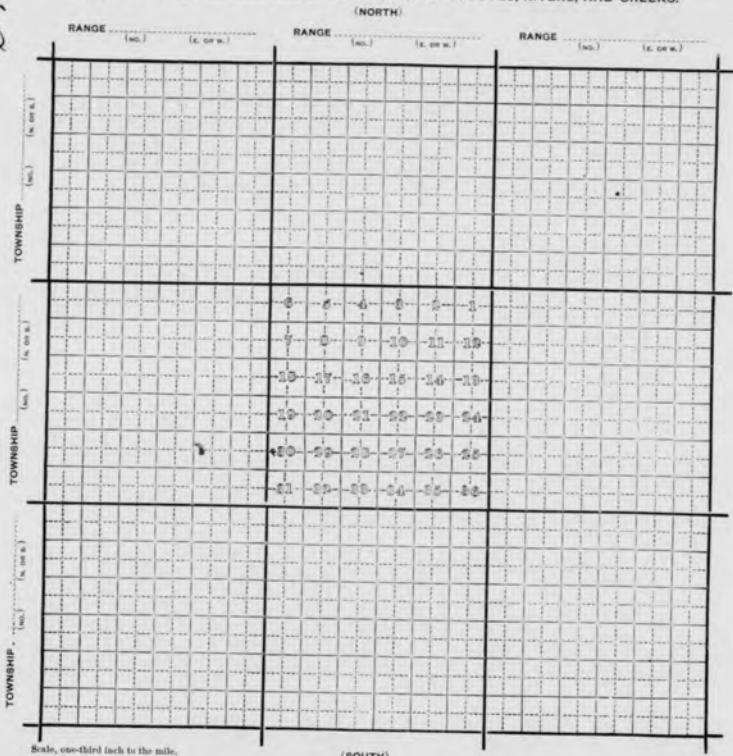 RIVERS, AND CREEKS.
(NORTH)
RANGE (NO.) (E. OR W.) RANGE (NO.) (E. OR W.) RANGE (NO.) (E. OR W.)
TOWNSHIP (NO.) (N. OR S.)
6 5 4 3 2 1
7 8 9 10 11 12
18 17 16 15 14 13
TOWNSHIP (NO.) (N. OR S.)
19 20 21 22 23 24
30 29 28 27 26 25
31 32 33 34 35 36
TOWNSHIP (NO.) (N. OR S.)
Scale, one-third inch to the mile.
(SOUTH)